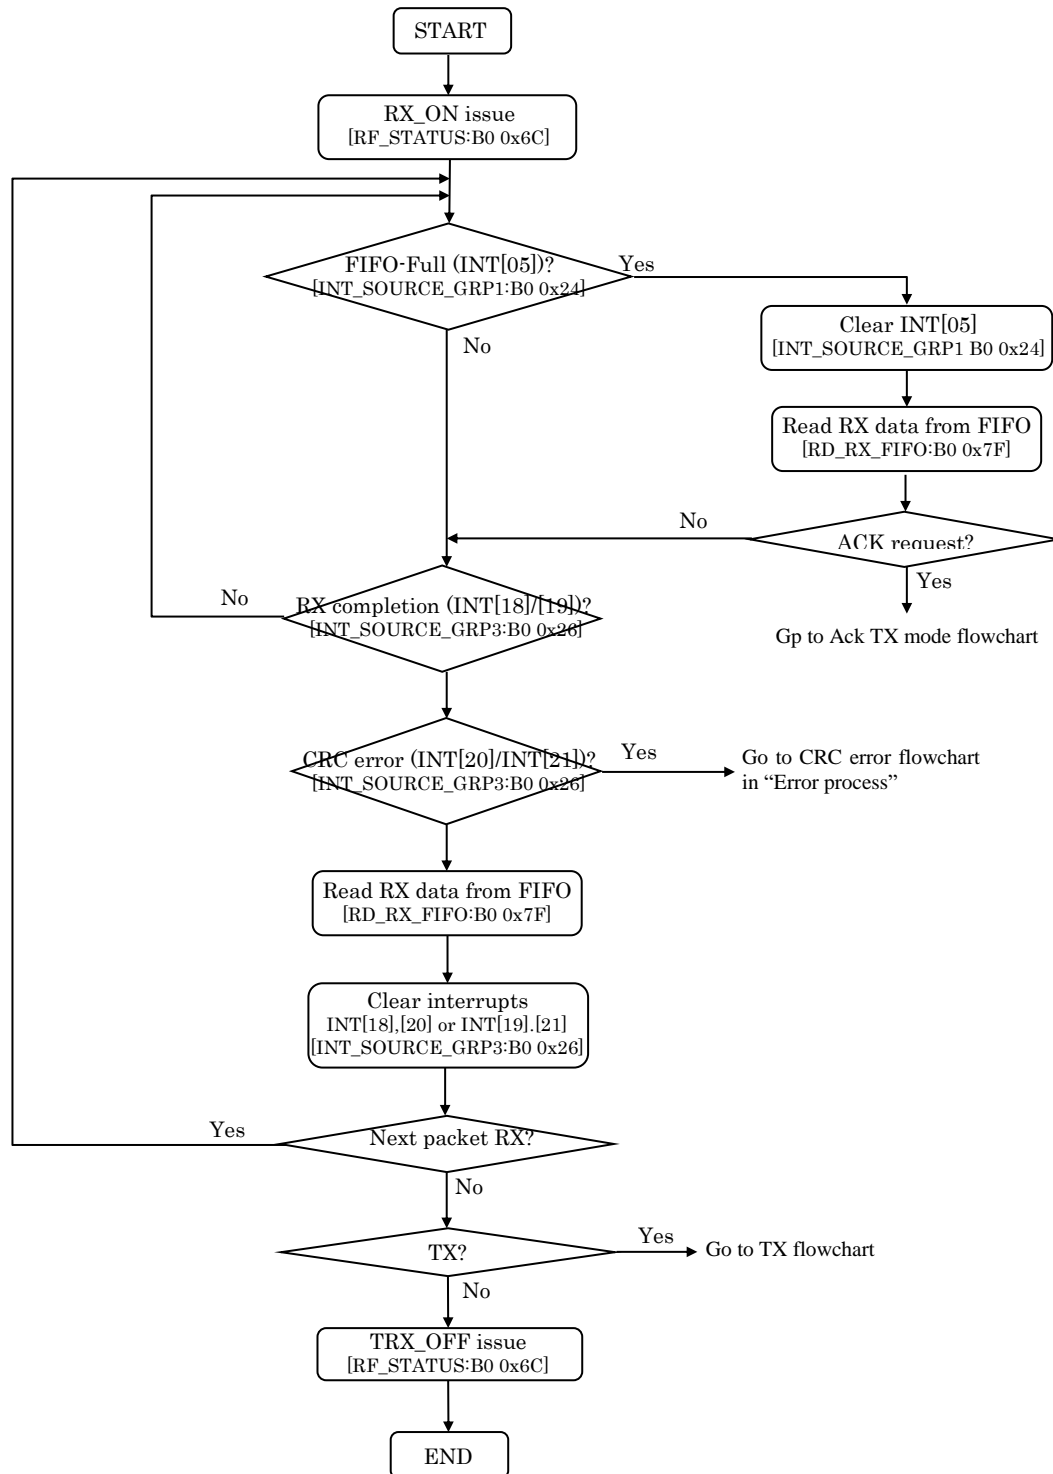 START
RX_ON issue
[RF_STATUS:B0 0x6C]
FIFO-Full (INT[05])?
[INT_SOURCE_GRP1:B0 0x24]
Yes
No
Clear INT[05]
[INT_SOURCE_GRP1 B0 0x24]
Read RX data from FIFO
[RD_RX_FIFO:B0 0x7F]
No
ACK request?
Yes
Gp to Ack TX mode flowchart
No
RX completion (INT[18]/[19])?
[INT_SOURCE_GRP3:B0 0x26]
CRC error (INT[20]/INT[21])?
[INT_SOURCE_GRP3:B0 0x26]
Yes
Go to CRC error flowchart
in “Error process”
Read RX data from FIFO
[RD_RX_FIFO:B0 0x7F]
Clear interrupts
INT[18],[20] or INT[19].[21]
[INT_SOURCE_GRP3:B0 0x26]
Yes
Next packet RX?
No
TX?
Yes
Go to TX flowchart
No
TRX_OFF issue
[RF_STATUS:B0 0x6C]
END